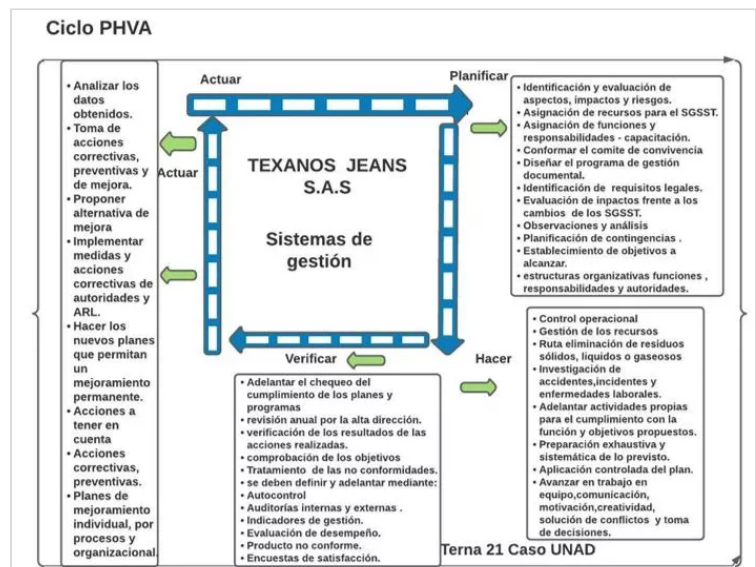 Ciclo PHVA
Actuar
Planificar
• Analizar los
datos
obtenidos.
• Toma de
acciones
correctivas,
preventivas y
de mejora.
• Proponer
alternativa de
mejora
• Implementar
medidas y
acciones
correctivas de
autoridades y
ARL.
• Hacer los
nuevos planes
que permitan
un
mejoramiento
permanente.
• Acciones a
tener en
cuenta
• Acciones
correctivas,
preventivas.
• Planes de
mejoramiento
individual, por
procesos y
organizacional.
Actuar
TEXANOS JEANS
S.A.S
Sistemas de
gestión
• Identificación y evaluación de
aspectos, impactos y riesgos.
• Asignación de recursos para el SGSST.
• Asignación de funciones y
responsabilidades - capacitación.
• Conformar el comite de convivencia
• Diseñar el programa de gestión
documental.
• Identificación de requisitos legales.
• Evaluación de inpactos frente a los
cambios de los SGSST.
• Observaciones y análisis
• Planificación de contingencias .
• Establecimiento de objetivos a
alcanzar.
• estructuras organizativas funciones ,
responsabilidades y autoridades.
Verificar
Hacer
• Adelantar el chequeo del
cumplimiento de los planes y
programas
• revisión anual por la alta dirección.
• verificación de los resultados de las
acciones realizadas.
• comprobación de los objetivos
• Tratamiento de las no conformidades.
• se deben definir y adelantar mediante:
• Autocontrol
• Auditorías internas y externas .
• Indicadores de gestión.
• Evaluación de desempeño.
• Producto no conforme.
• Encuestas de satisfacción.
• Control operacional
• Gestión de los recursos
• Ruta eliminación de residuos
sólidos, liquidos o gaseosos
• Investigación de
accidentes,incidentes y
enfermedades laborales.
• Adelantar actividades propias
para el cumplimiento con la
función y objetivos propuestos.
• Preparación exhaustiva y
sistemática de lo previsto.
• Aplicación controlada del plan.
• Avanzar en trabajo en
equipo,comunicación,
motivación,creatividad,
solución de conflictos y toma
de decisiones.
Terna 21 Caso UNAD